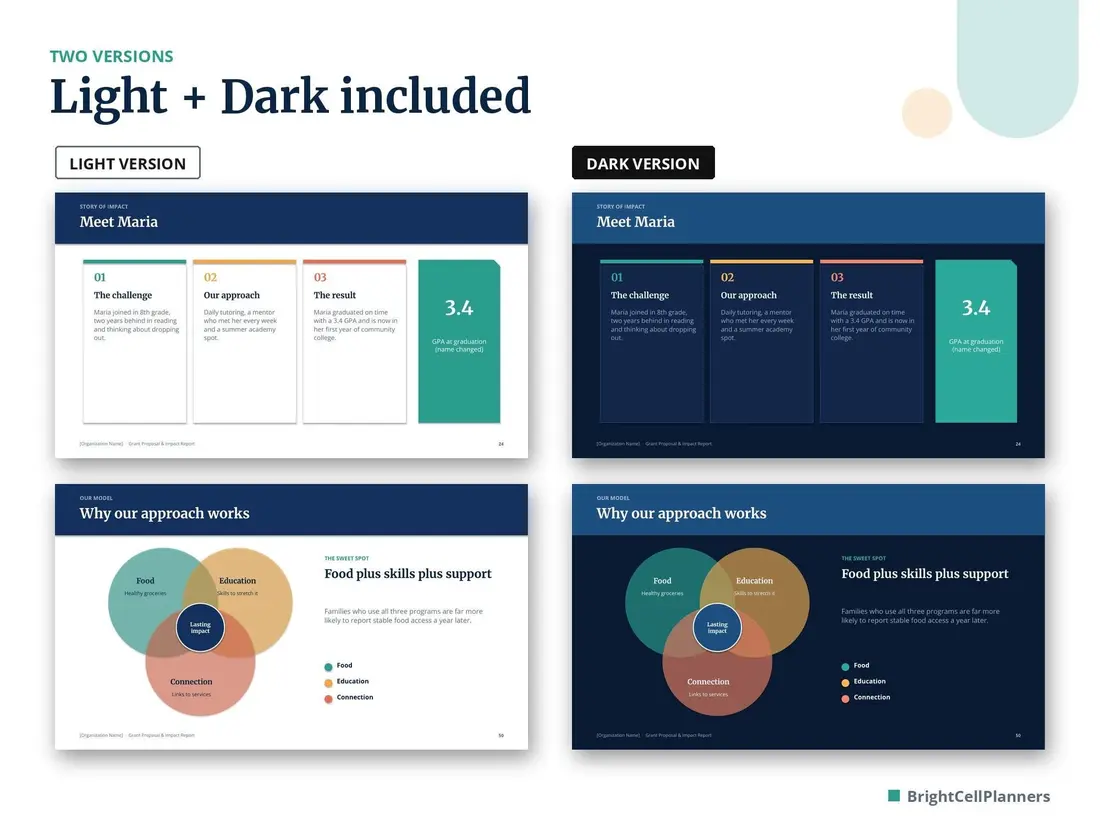 TWO VERSIONS
Light + Dark included
LIGHT VERSION
STORY OF IMPACT
Meet Maria
01
The challenge
Maria joined in 8th grade,
two years behind in reading
and thinking about dropping
out.
02
Our approach
Daily tutoring, a mentor
who met her every week
and a summer academy
spot.
03
The result
Maria graduated on time
with a 3.4 GPA and is now in
her first year of community
college.
3.4
GPA at graduation
(name changed)
[Organization Name] · Grant Proposal & Impact Report
24
OUR MODEL
Why our approach works
Food
Healthy groceries
Education
Skills to stretch it
Lasting
impact
Connection
Links to services
THE SWEET SPOT
Food plus skills plus support
Families who use all three programs are far more
likely to report stable food access a year later.
Food
Education
Connection
[Organization Name] · Grant Proposal & Impact Report
50
DARK VERSION
STORY OF IMPACT
Meet Maria
01
The challenge
Maria joined in 8th grade,
two years behind in reading
and thinking about dropping
out.
02
Our approach
Daily tutoring, a mentor
who met her every week
and a summer academy
spot.
03
The result
Maria graduated on time
with a 3.4 GPA and is now in
her first year of community
college.
3.4
GPA at graduation
(name changed)
[Organization Name] · Grant Proposal & Impact Report
24
OUR MODEL
Why our approach works
Food
Healthy groceries
Education
Skills to stretch it
Lasting
impact
Connection
Links to services
THE SWEET SPOT
Food plus skills plus support
Families who use all three programs are far more
likely to report stable food access a year later.
Food
Education
Connection
[Organization Name] · Grant Proposal & Impact Report
50
BrightCellPlanners